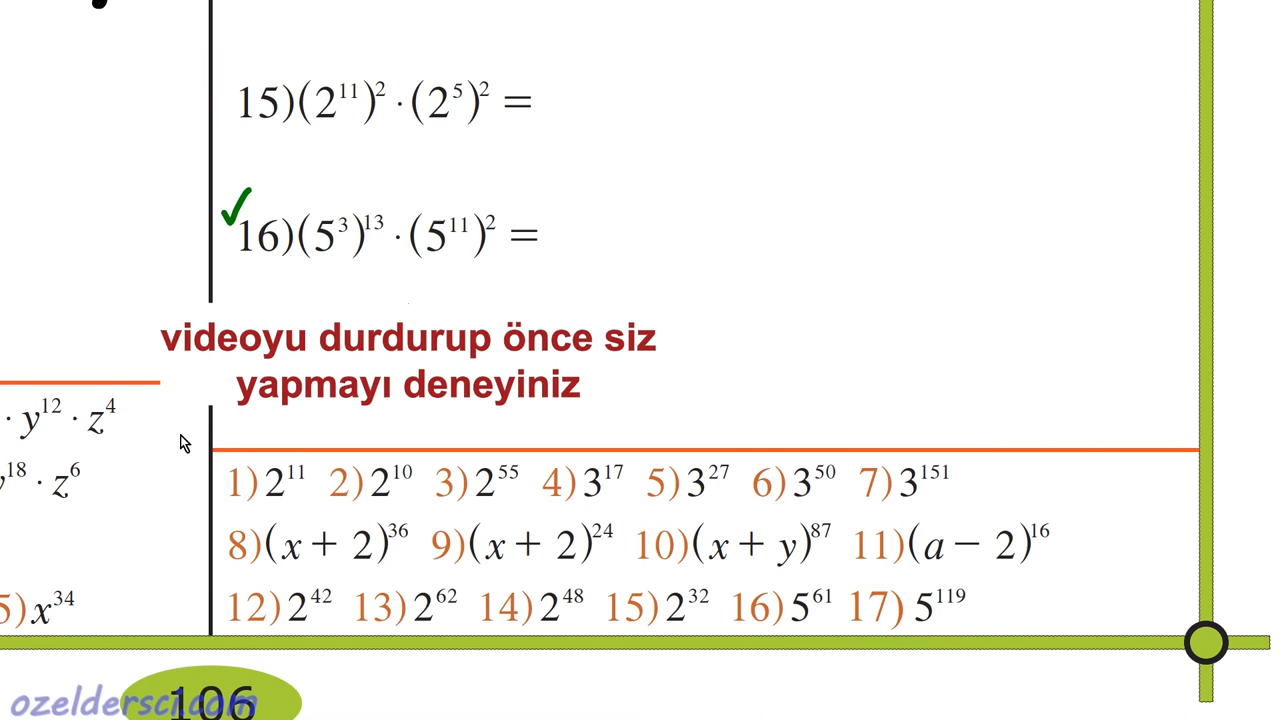 15)(2¹¹)² · (2⁵)² =
16)(5³)¹³ · (5¹¹)² =
videoyu durdurup önce siz
yapmayı deneyiniz
· y¹² · z⁴
¹⁸ · z⁶
5)x³⁴
1)2¹¹ 2)2¹⁰ 3)2⁵⁵ 4)3¹⁷ 5)3²⁷ 6)3⁵⁰ 7)3¹⁵¹
8)(x + 2)³⁶ 9)(x + 2)²⁴ 10)(x + y)⁸⁷ 11)(a − 2)¹⁶
12)2⁴² 13)2⁶² 14)2⁴⁸ 15)2³² 16)5⁶¹ 17) 5¹¹⁹
106
ozeldersci.com